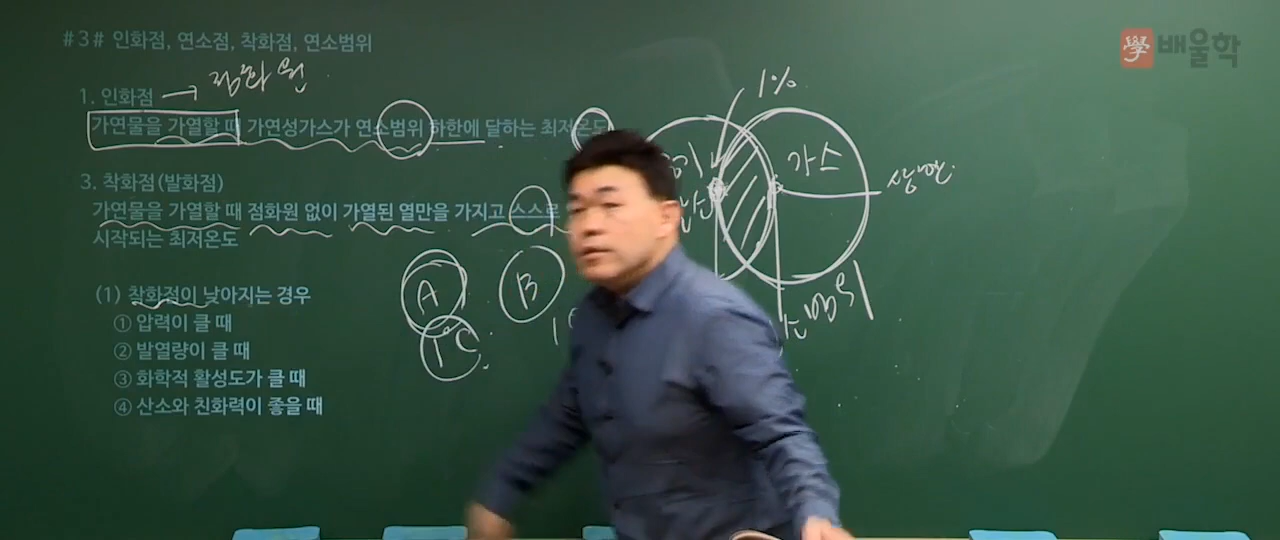 #3# 인화점, 연소점, 착화점, 연소범위
學 배울학
1. 인화점 → 점화원
가연물을 가열할 때 가연성가스가 연소범위 하한에 달하는 최저온도
1%
가스
상한
3. 착화점(발화점)
가연물을 가열할 때 점화원 없이 가열된 열만을 가지고 스스로
시작되는 최저온도
A
B
1℃
(1) 착화점이 낮아지는 경우
① 압력이 클 때
② 발열량이 클 때
③ 화학적 활성도가 클 때
④ 산소와 친화력이 좋을 때